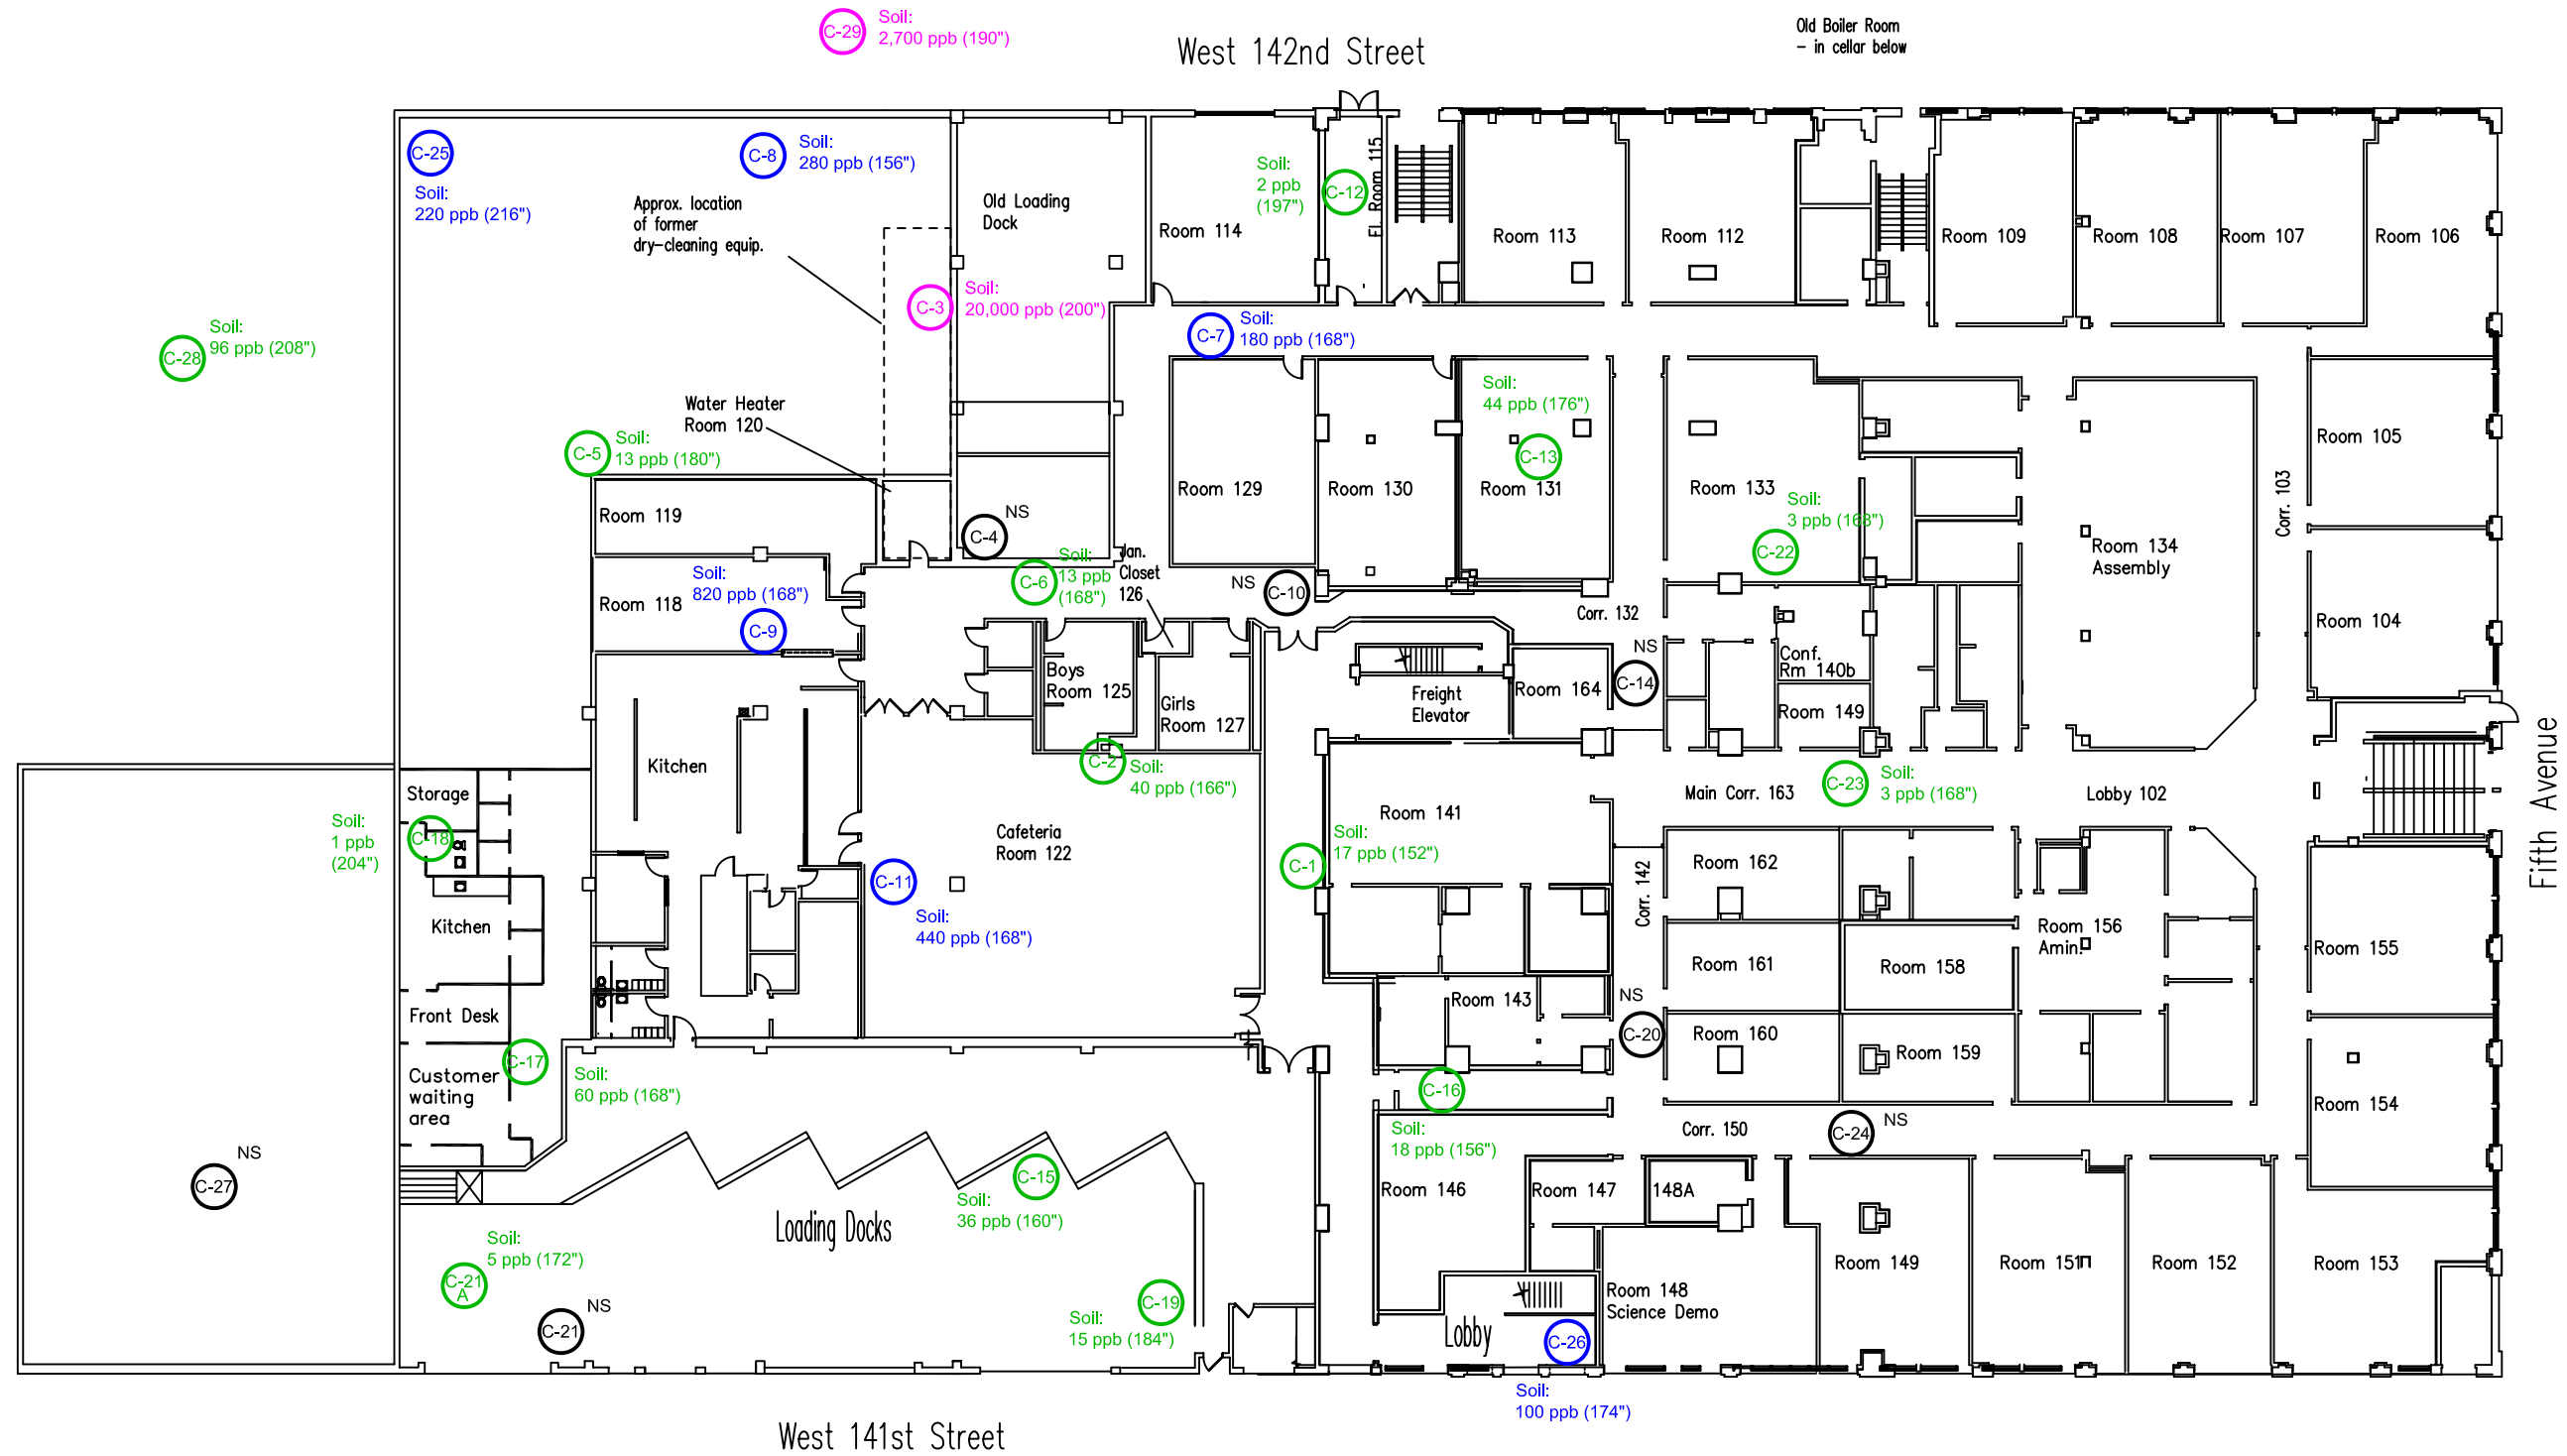 C-29
Soil:
2,700 ppb (190")
West 142nd Street
Old Boiler Room
- in cellar below
C-25
Soil:
220 ppb (216")
C-8
Soil:
280 ppb (156")
Approx. location
of former
dry-cleaning equip.
Old Loading
Dock
Room 114
Soil:
2 ppb
(197")
C-12
El. Room 115
Room 113
Room 112
Room 109
Room 108
Room 107
Room 106
C-3
Soil:
20,000 ppb (200")
C-7
Soil:
180 ppb (168")
C-28
Soil:
96 ppb (208")
Water Heater
Room 120
C-5
Soil:
13 ppb (180")
Room 119
Room 129
Room 130
Soil:
44 ppb (176")
C-13
Room 131
Room 133
Soil:
3 ppb (168")
C-22
Room 134
Assembly
Corr. 103
Room 105
Room 104
C-4
NS
C-6
Soil:
13 ppb
(168")
Jan.
Closet
126
NS
C-10
Corr. 132
Room 118
Soil:
820 ppb (168")
C-9
Boys
Room 125
Girls
Room 127
Freight
Elevator
Room 164
NS
C-14
Conf.
Rm 140b
Room 149
Kitchen
C-2
Soil:
40 ppb (166")
Main Corr. 163
C-23
Soil:
3 ppb (168")
Lobby 102
Fifth Avenue
Storage
Soil:
1 ppb
(204")
C-18
Cafeteria
Room 122
C-11
Soil:
440 ppb (168")
Room 141
C-1
Soil:
17 ppb (152")
Corr. 142
Room 162
Room 161
Room 158
Room 156
Amin.
Room 155
Kitchen
Front Desk
Customer
waiting
area
C-17
Soil:
60 ppb (168")
Room 143
NS
C-20
Room 160
Room 159
Room 154
C-16
Soil:
18 ppb (156")
Corr. 150
C-24
NS
NS
C-27
C-15
Soil:
36 ppb (160")
Loading Docks
Room 146
Room 147
148A
Soil:
5 ppb (172")
C-21
A
C-21
NS
C-19
Soil:
15 ppb (184")
Lobby
C-26
Soil:
100 ppb (174")
Room 148
Science Demo
Room 149
Room 151
Room 152
Room 153
West 141st Street